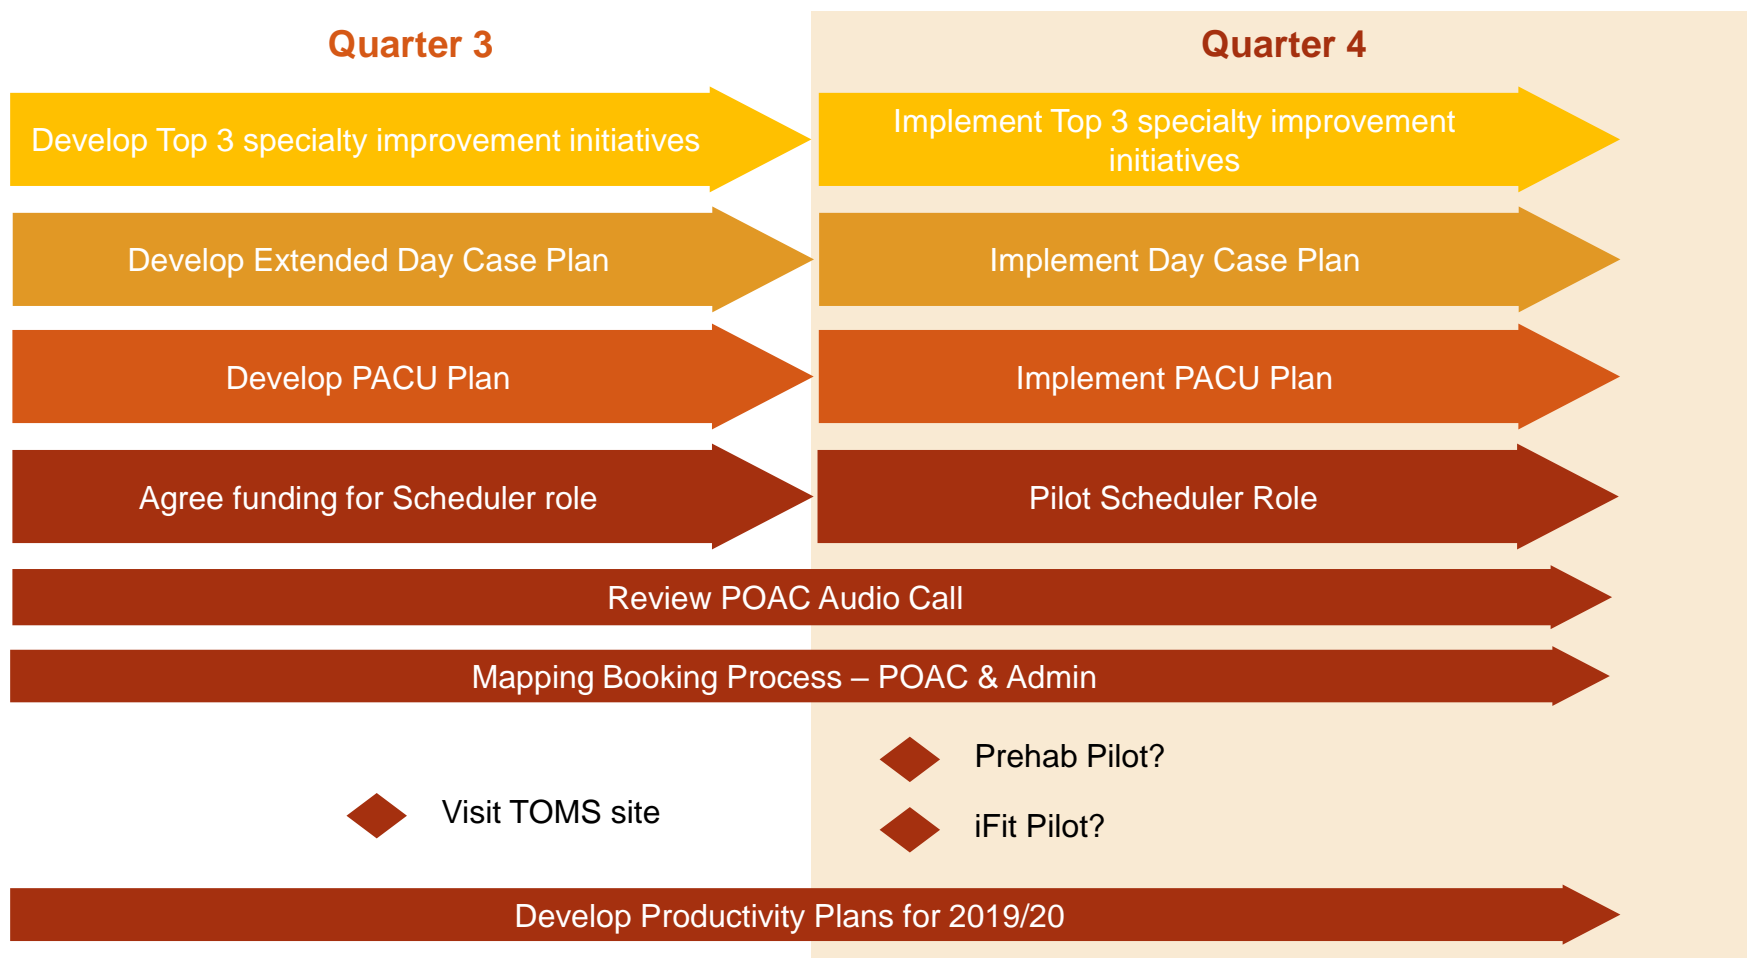 Quarter 3
Quarter 4
Develop Top 3 specialty improvement initiatives
Implement Top 3 specialty improvement
initiatives
Develop Extended Day Case Plan
Implement Day Case Plan
Develop PACU Plan
Implement PACU Plan
Agree funding for Scheduler role
Pilot Scheduler Role
Review POAC Audio Call
Mapping Booking Process – POAC & Admin
Prehab Pilot?
Visit TOMS site
iFit Pilot?
Develop Productivity Plans for 2019/20